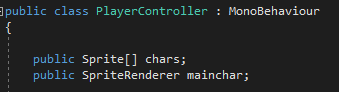 public class PlayerController : MonoBehaviour
{
public Sprite[] chars;
public SpriteRenderer mainchar;